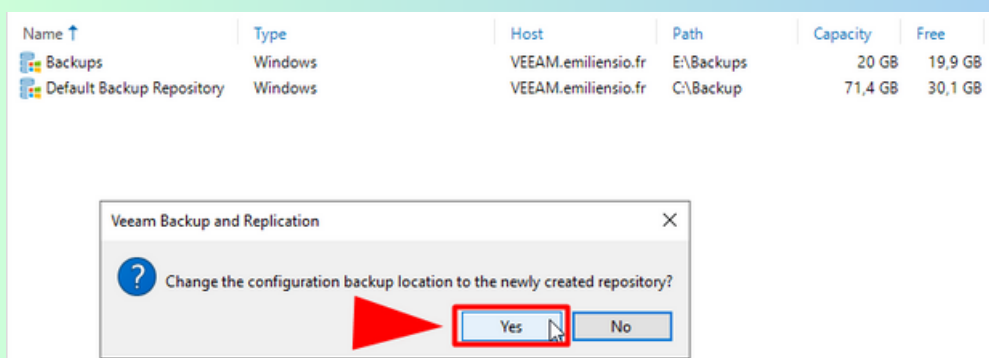 Name Type Host Path Capacity Free
Backups Windows VEEAM.emiliensio.fr E:\Backups 20 GB 19,9 GB
Default Backup Repository Windows VEEAM.emiliensio.fr C:\Backup 71,4 GB 30,1 GB
Veeam Backup and Replication
Change the configuration backup location to the newly created repository?
Yes No